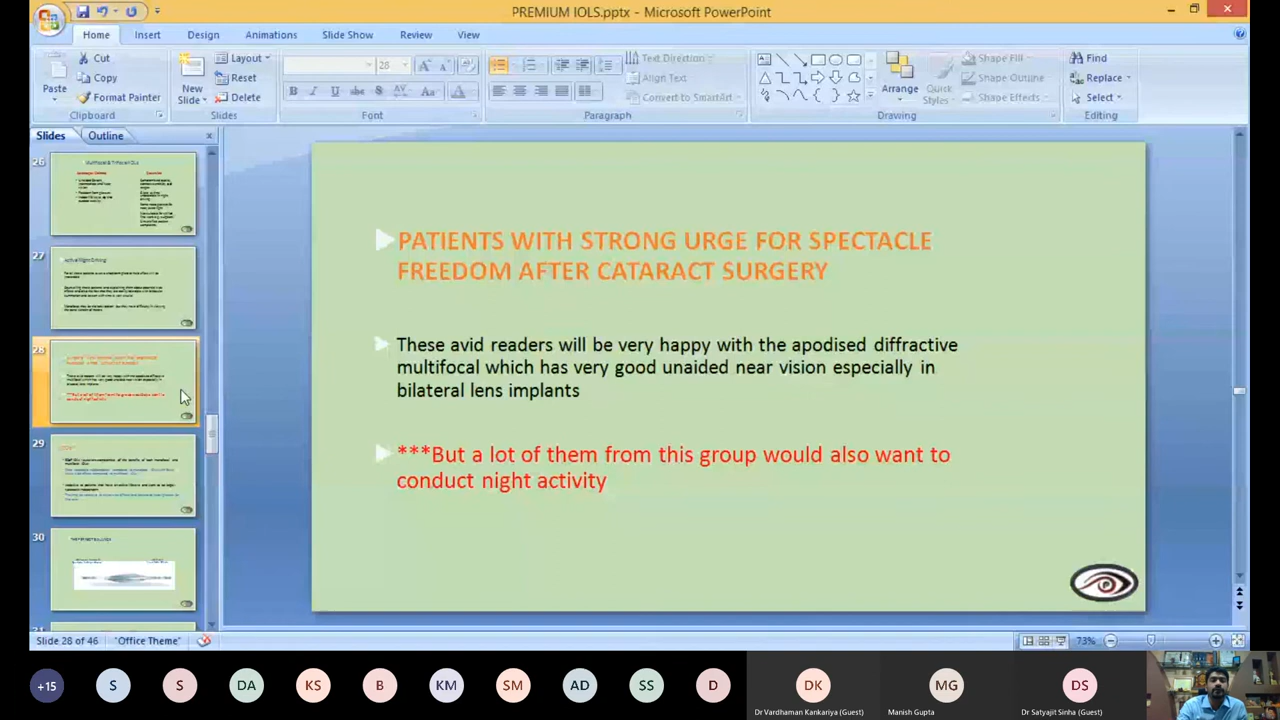 PREMIUM IOLS.pptx - Microsoft PowerPoint
Home Insert Design Animations Slide Show Review View
Cut
Copy
Format Painter
Paste
Clipboard
New Slide
Layout
Reset
Delete
Slides
28
Font
Text Direction
Align Text
Convert to SmartArt
Paragraph
Arrange
Quick Styles
Shape Fill
Shape Outline
Shape Effects
Drawing
Find
Replace
Select
Editing
Slides Outline
26
27
28
29
30
PATIENTS WITH STRONG URGE FOR SPECTACLE
FREEDOM AFTER CATARACT SURGERY
These avid readers will be very happy with the apodised diffractive
multifocal which has very good unaided near vision especially in
bilateral lens implants
***But a lot of them from this group would also want to
conduct night activity
Slide 28 of 46 "Office Theme" 73%
+15 S S DA KS B KM SM AD SS D DK MG DS
Dr Vardhaman Kankariya (Guest) Manish Gupta Dr Satyajit Sinha (Guest)